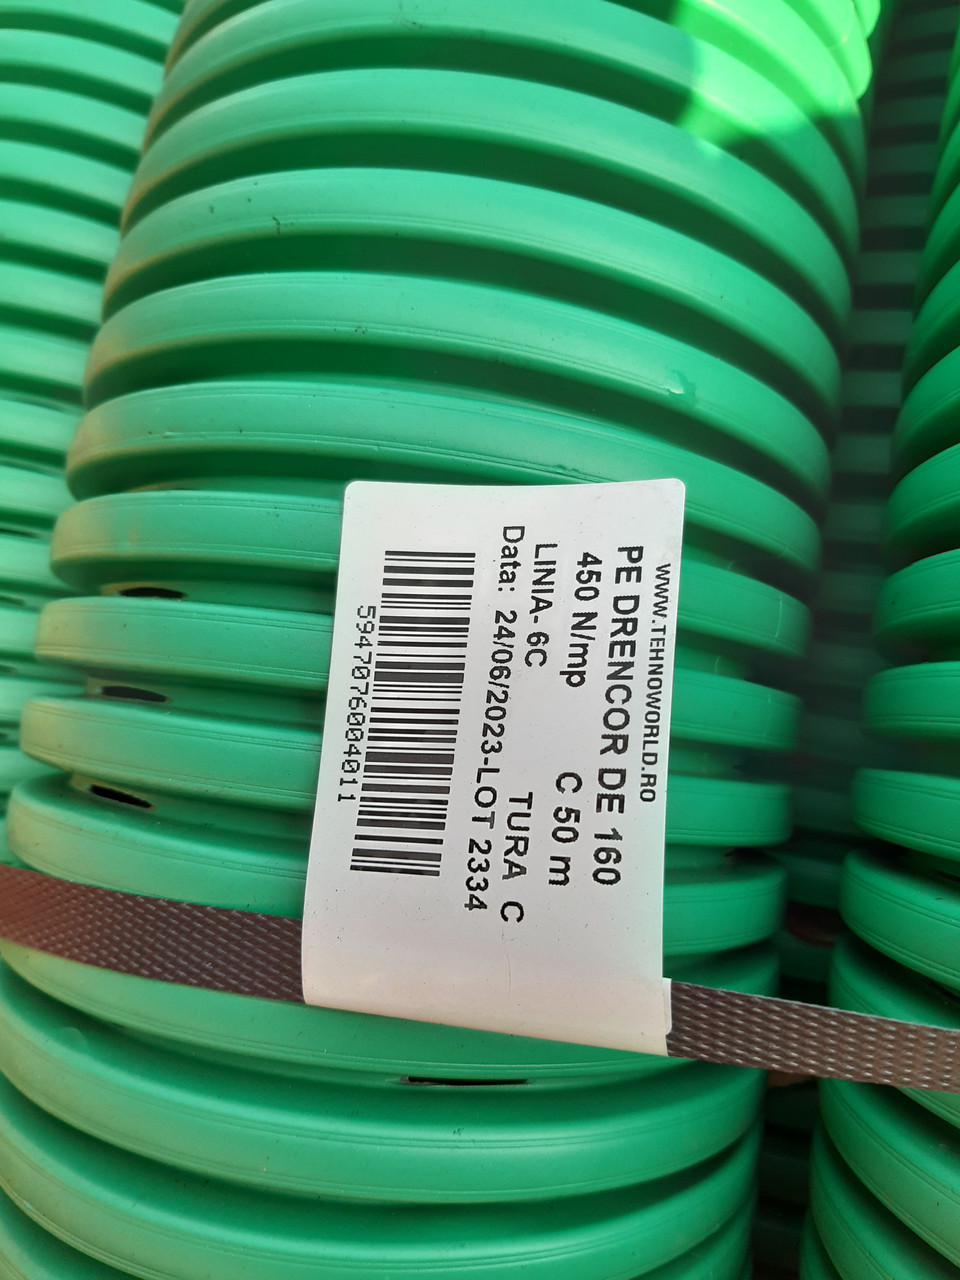 WWW.TEHNOWORLD.RO
PE DRENCOR DE 160
450 N/mp C 50 m
LINIA- 6C TURA C
Data: 24/06/2023-LOT 2334
5947076004011